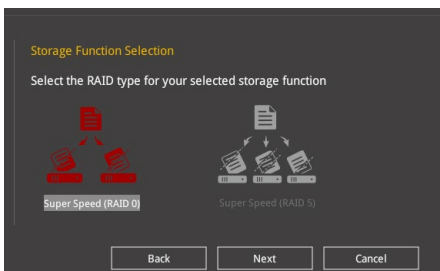 Storage Function Selection
Select the RAID type for your selected storage function
Super Speed (RAID 0)
Super Speed (RAID 5)
Back
Next
Cancel